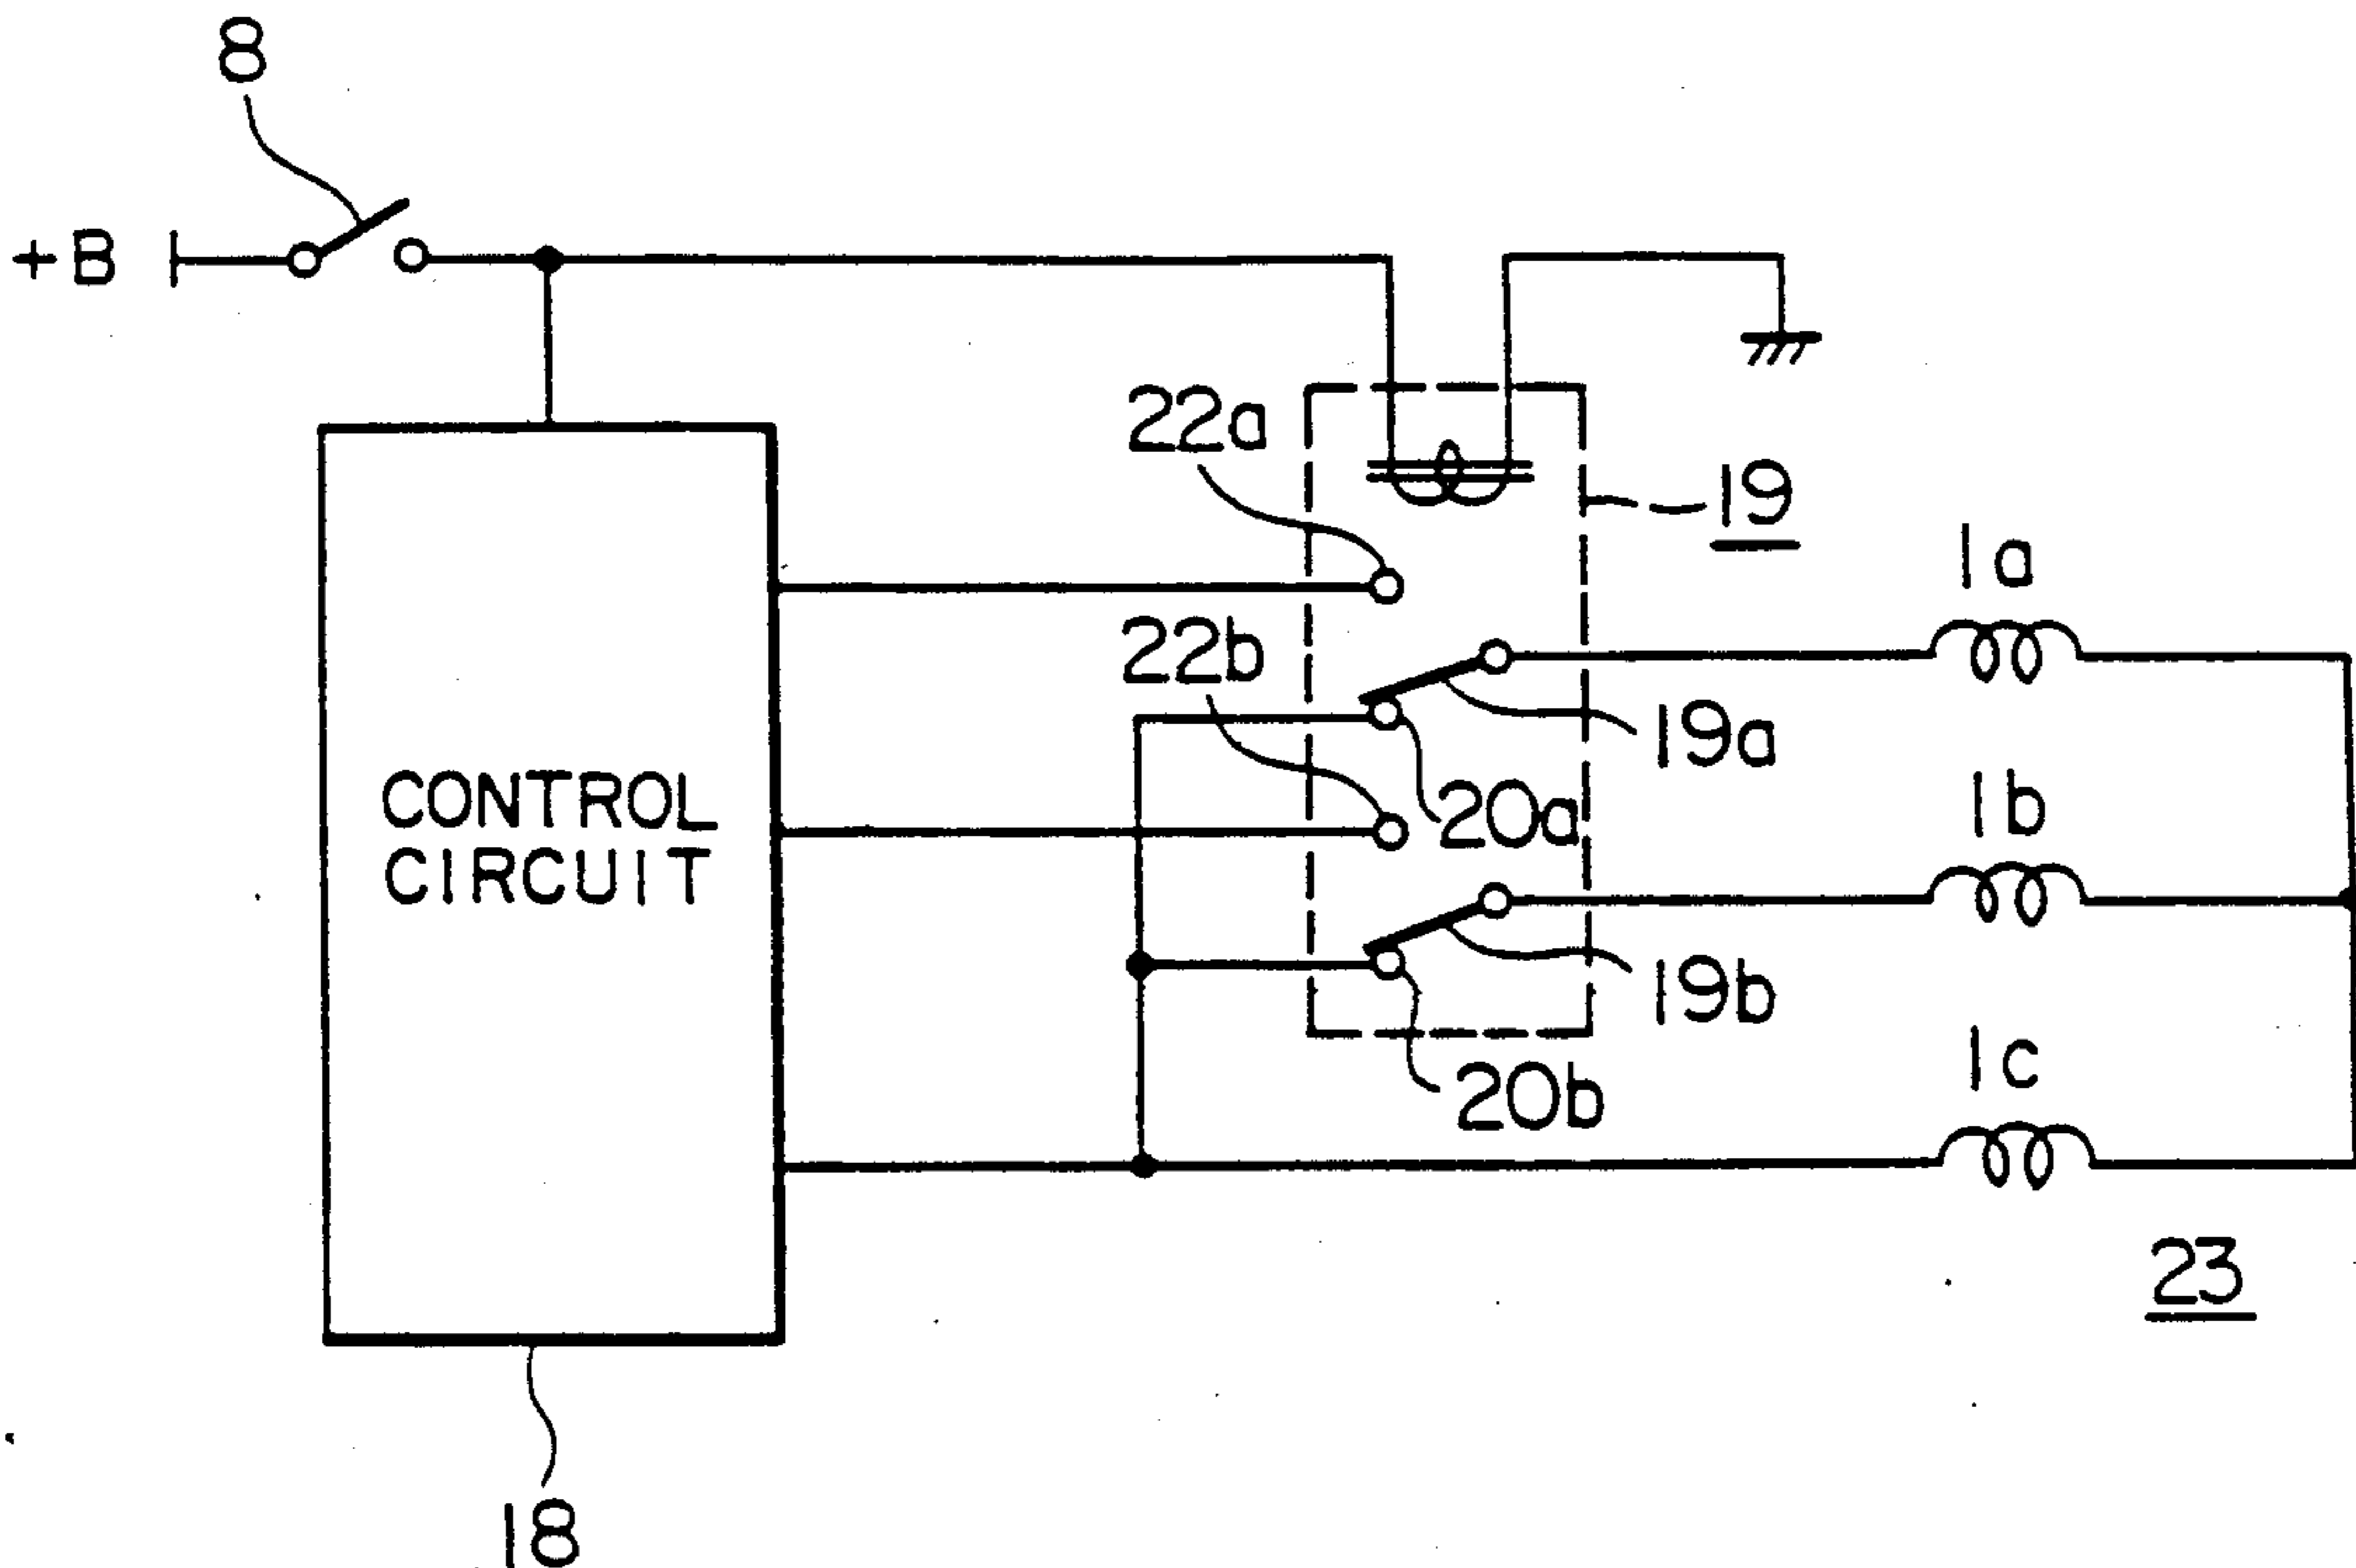 8
+B
22a
19
1a
22b
19a
CONTROL
CIRCUIT
20a
1b
19b
1c
20b
23
18